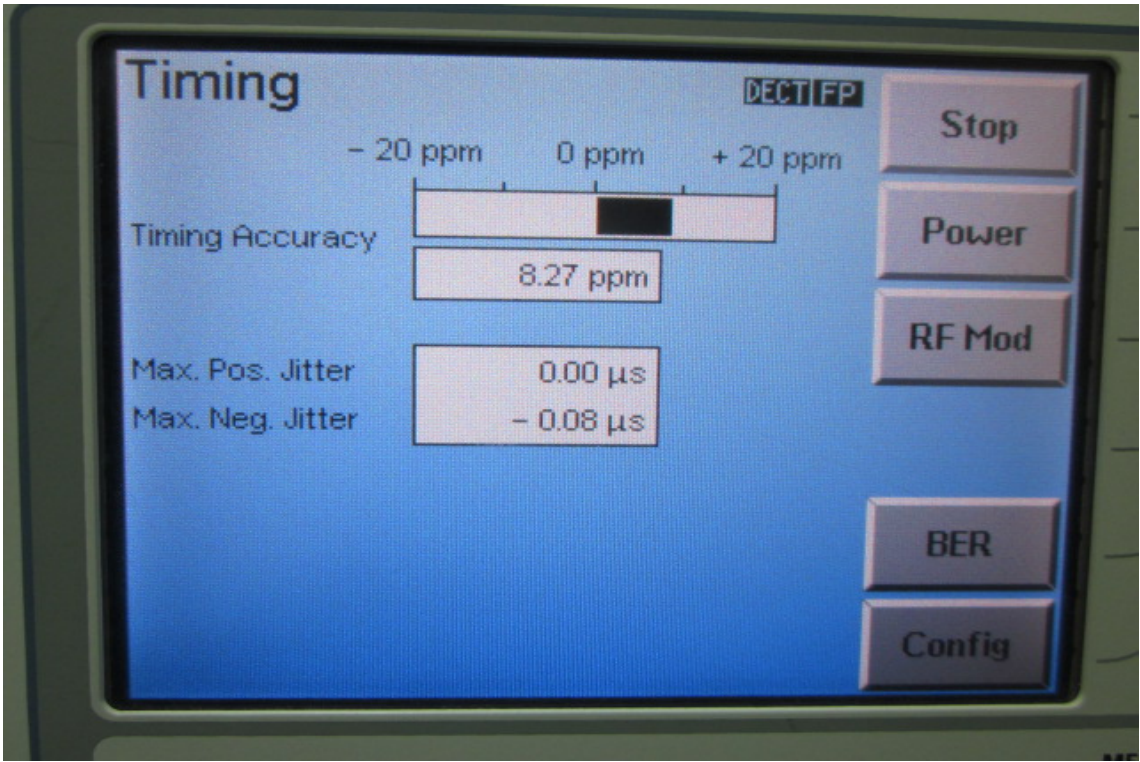 Timing
DECT FP
− 20 ppm 0 ppm + 20 ppm
Timing Accuracy
8.27 ppm
Max. Pos. Jitter 0.00 µs
Max. Neg. Jitter − 0.08 µs
Stop
Power
RF Mod
BER
Config